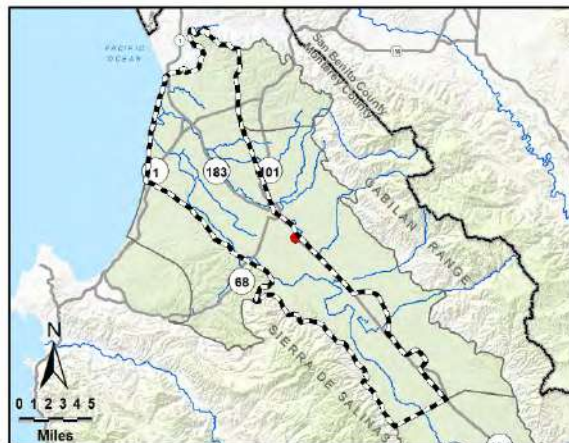 1
PACIFIC
OCEAN
San Benito County
Monterey County
1
183
101
GABILAN RANGE
68
SIERRA DE SALINAS
N
0 1 2 3 4 5
Miles